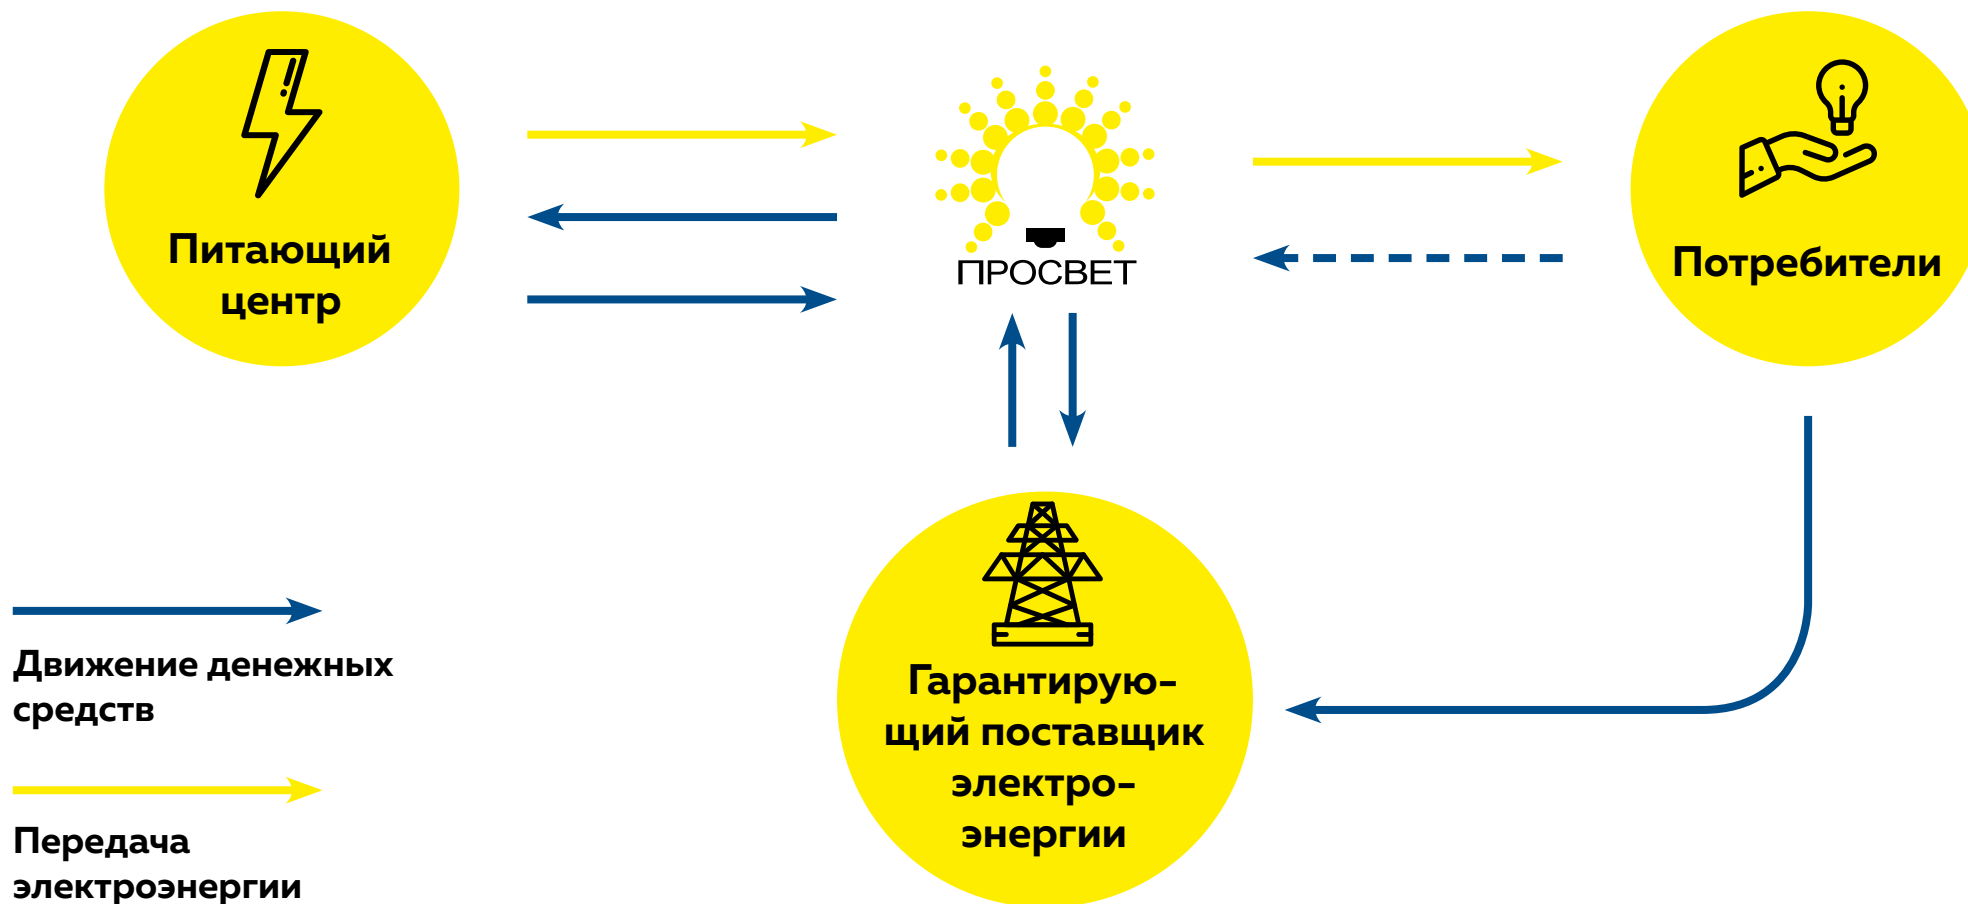 Питающий
центр
ПРОСВЕТ
Потребители
Гарантирую-
щий поставщик
электро-
энергии
Движение денежных
средств
Передача
электроэнергии